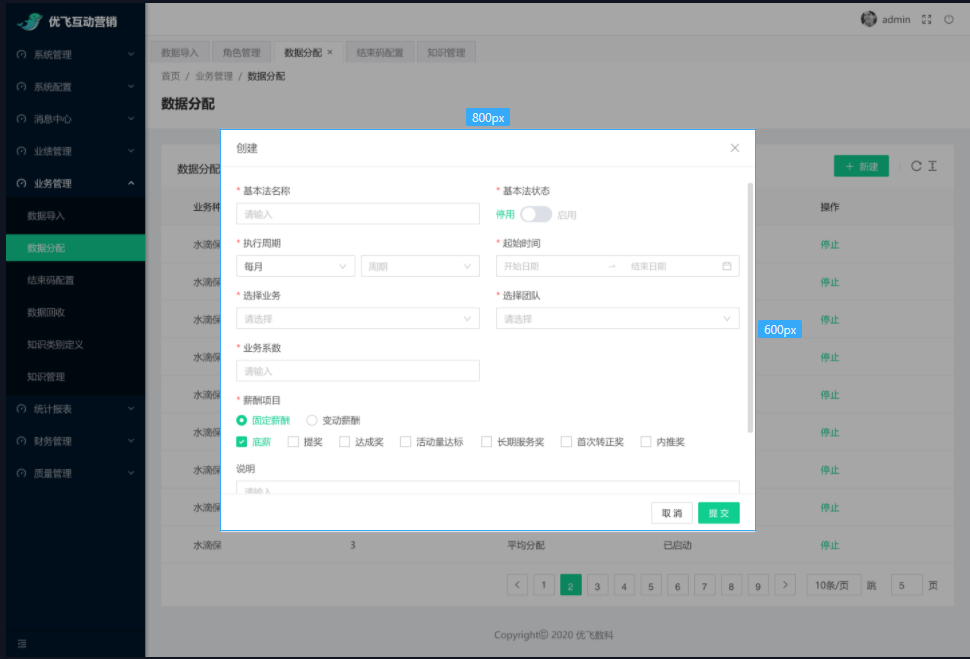 优飞互动营销
admin
系统管理
系统配置
消息中心
业绩管理
业务管理
数据导入
数据分配
结束码配置
数据回收
知识类别定义
知识管理
统计报表
财务管理
质量管理
数据导入 角色管理 数据分配 × 结束码配置 知识管理
首页 / 业务管理 / 数据分配
数据分配
800px
数据分配
+ 新建
业务种
操作
水滴保 停止
水滴保 停止
水滴保 停止
水滴保 停止
水滴保 停止
水滴保 停止
水滴保 停止
水滴保 停止
水滴保 3 平均分配 已启动 停止
创建
* 基本法名称 * 基本法状态
请输入 停用 启用
* 执行周期 * 起始时间
每月 周期 开始日期 → 结束日期
* 选择业务 * 选择团队
请选择 请选择
600px
* 业务系数
请输入
* 薪酬项目
固定薪酬 变动薪酬
底薪 提奖 达成奖 活动量达标 长期服务奖 首次转正奖 内推奖
说明
请输入
取 消 提 交
< 1 2 3 4 5 6 7 8 9 > 10条/页 跳 5 页
Copyright© 2020 优飞数科